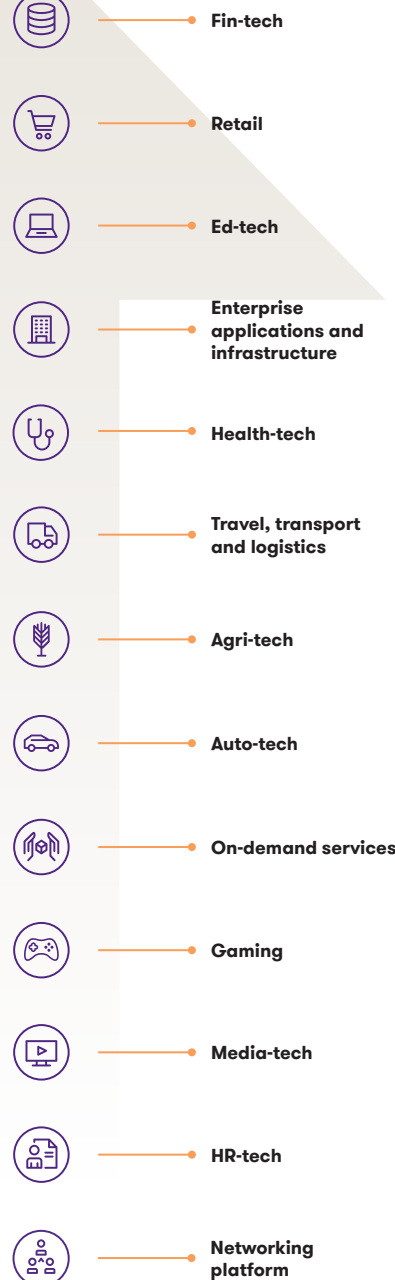 Fin-tech
Retail
Ed-tech
Enterprise
applications and
infrastructure
Health-tech
Travel, transport
and logistics
Agri-tech
Auto-tech
On-demand services
Gaming
Media-tech
HR-tech
Networking
platform